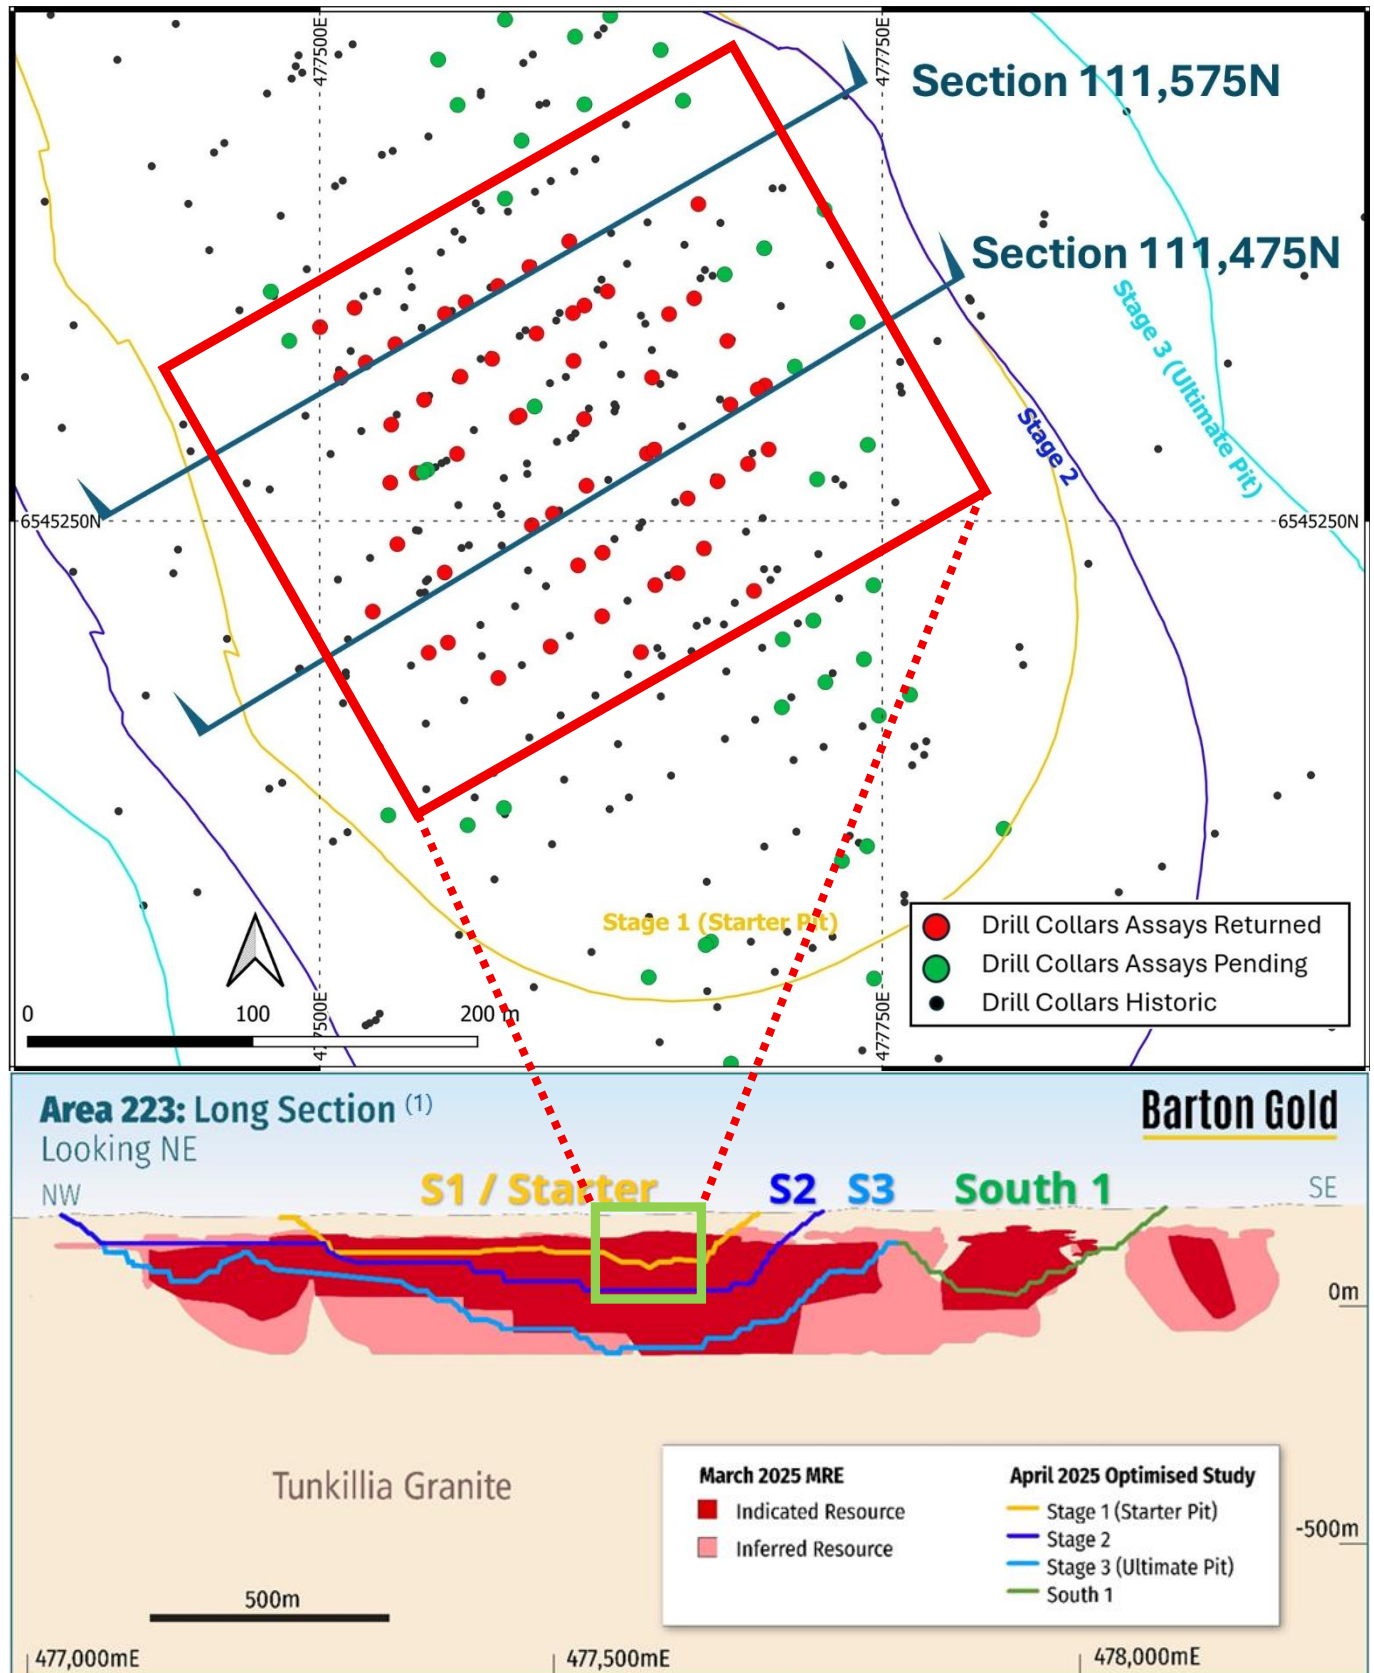 477500E
477750E
Section 111,575N
Section 111,475N
Stage 3 (Ultimate Pit)
Stage 2
6545250N
6545250N
Stage 1 (Starter Pit)
Drill Collars Assays Returned
Drill Collars Assays Pending
Drill Collars Historic
0 100 200 m
477500E
477750E
Area 223: Long Section (1)
Barton Gold
Looking NE
NW
S1 / Starter
S2
S3
South 1
SE
0m
Tunkillia Granite
March 2025 MRE
Indicated Resource
Inferred Resource
April 2025 Optimised Study
Stage 1 (Starter Pit)
Stage 2
Stage 3 (Ultimate Pit)
South 1
-500m
500m
477,000mE
477,500mE
478,000mE